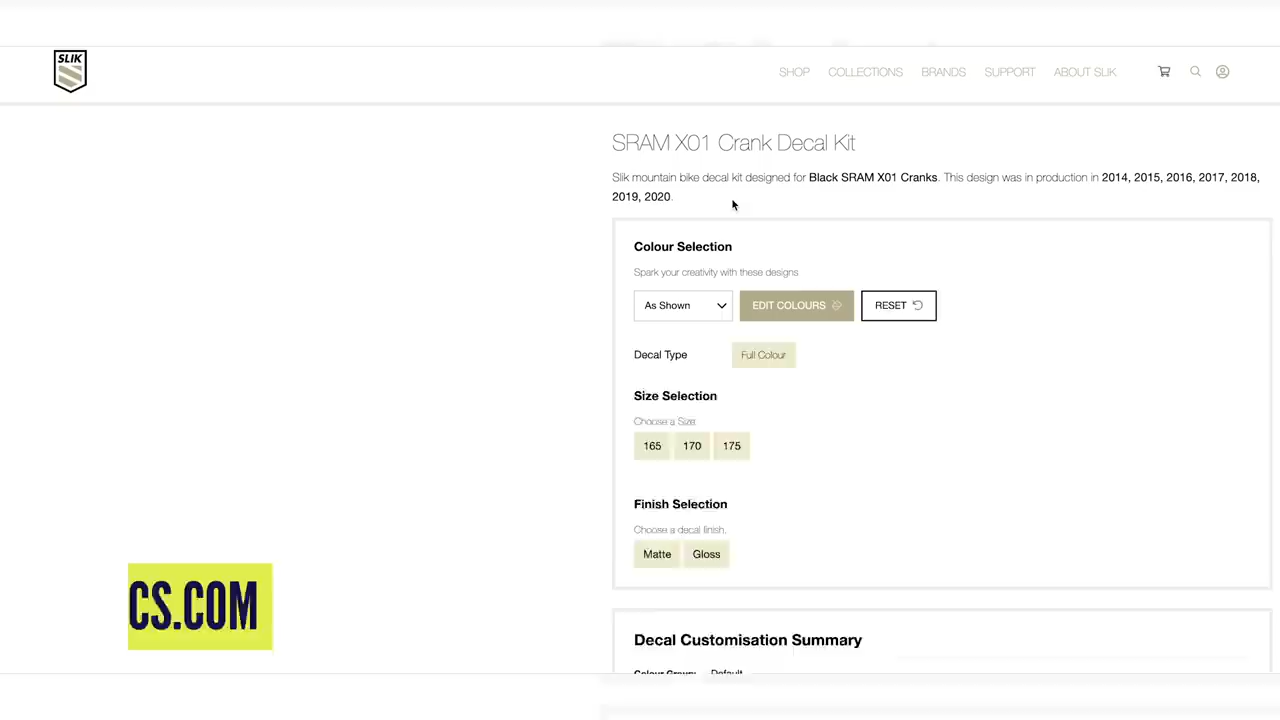 SLIK
SHOP COLLECTIONS BRANDS SUPPORT ABOUT SLIK
SRAM X01 Crank Decal Kit
Slik mountain bike decal kit designed for Black SRAM X01 Cranks. This design was in production in 2014, 2015, 2016, 2017, 2018,
2019, 2020.
Colour Selection
Spark your creativity with these designs
As Shown EDIT COLOURS RESET
Decal Type Full Colour
Size Selection
Choose a Size
165 170 175
Finish Selection
Choose a decal finish.
Matte Gloss
CS.COM
Decal Customisation Summary
Colour Group: Default